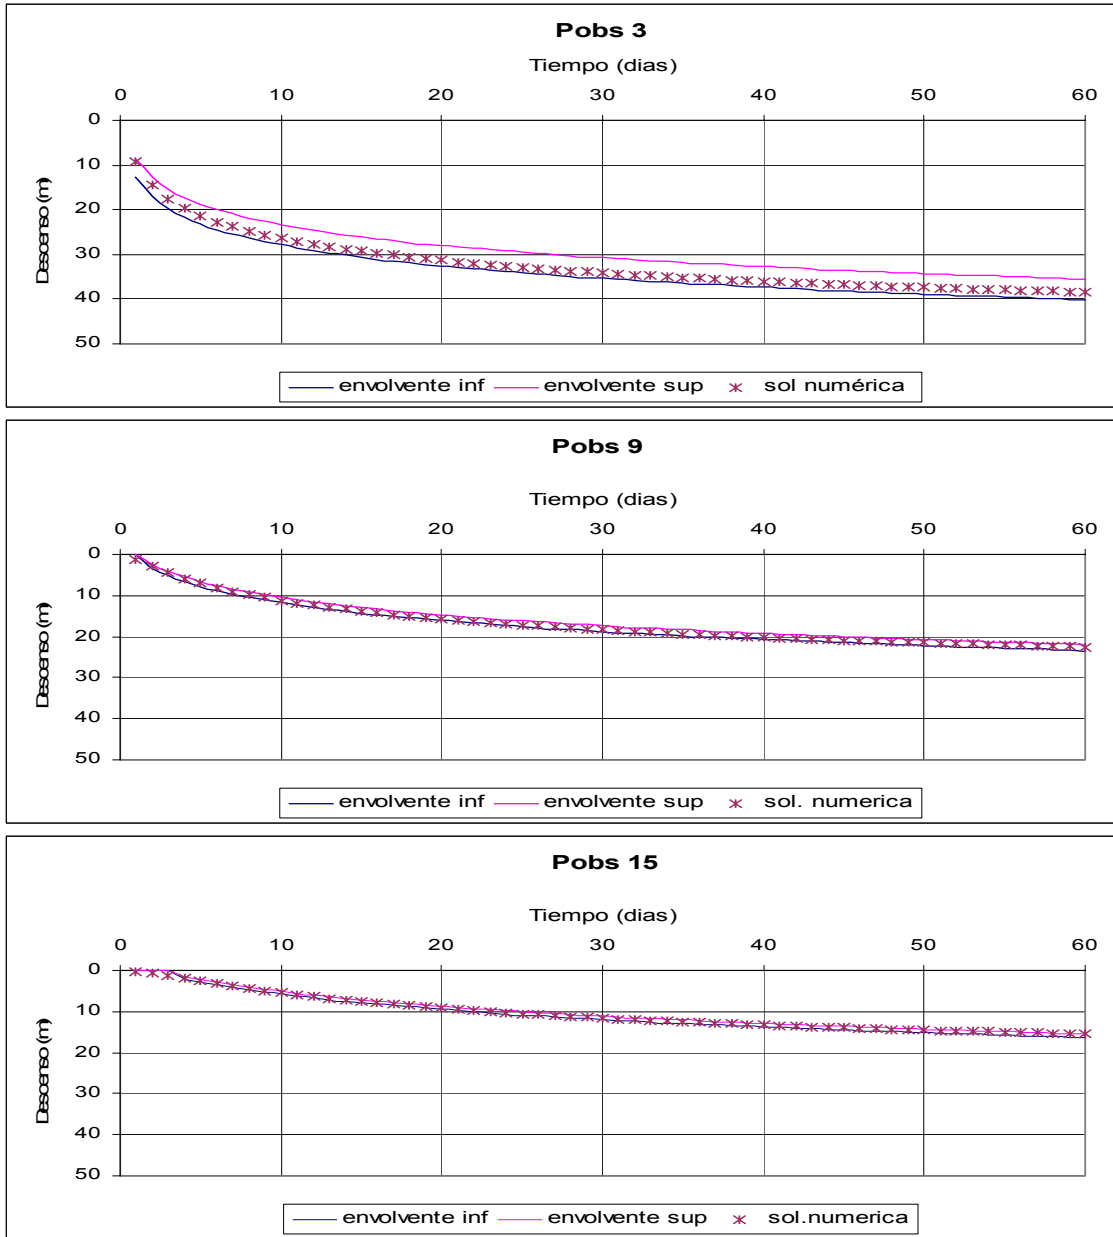 Pobs 3
Tiempo (dias)
0 10 20 30 40 50 60
0
10
20
30
40
50
Descenso (m)
envolvente inf envolvente sup sol numérica
Pobs 9
Tiempo (dias)
0 10 20 30 40 50 60
0
10
20
30
40
50
Descenso (m)
envolvente inf envolvente sup sol. numerica
Pobs 15
Tiempo (dias)
0 10 20 30 40 50 60
0
10
20
30
40
50
Descenso (m)
envolvente inf envolvente sup sol.numerica